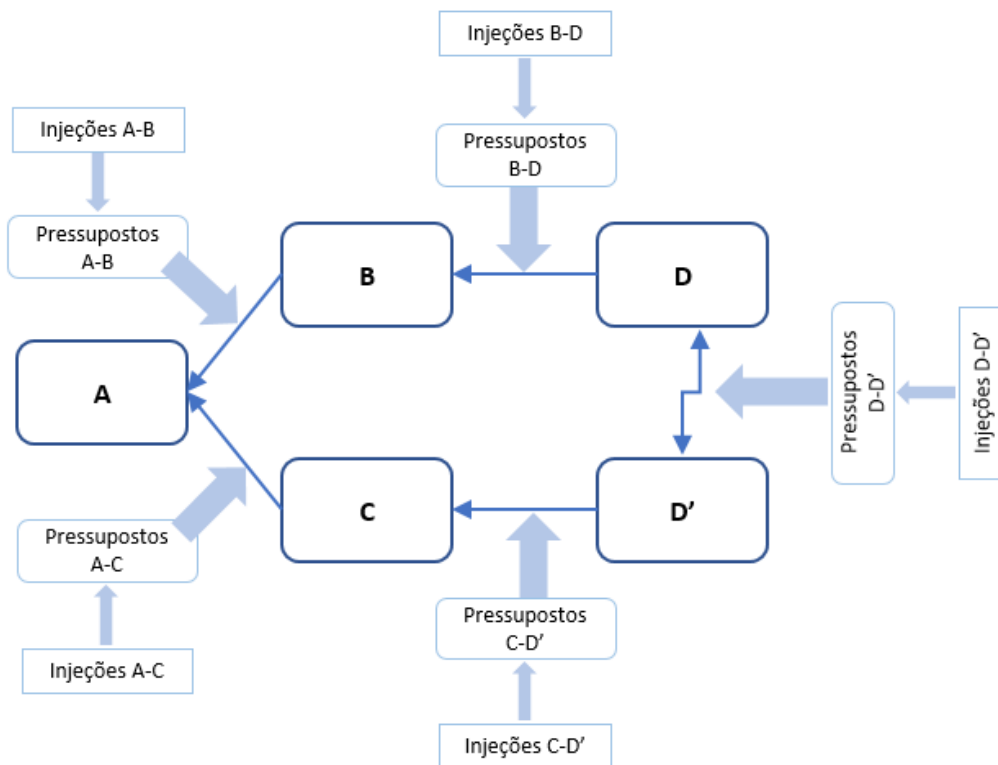 Injeções B-D
Injeções A-B
Pressupostos
B-D
Pressupostos
A-B
B
D
A
Pressupostos
D-D’
Injeções D-D’
C
D’
Pressupostos
A-C
Pressupostos
C-D’
Injeções A-C
Injeções C-D’